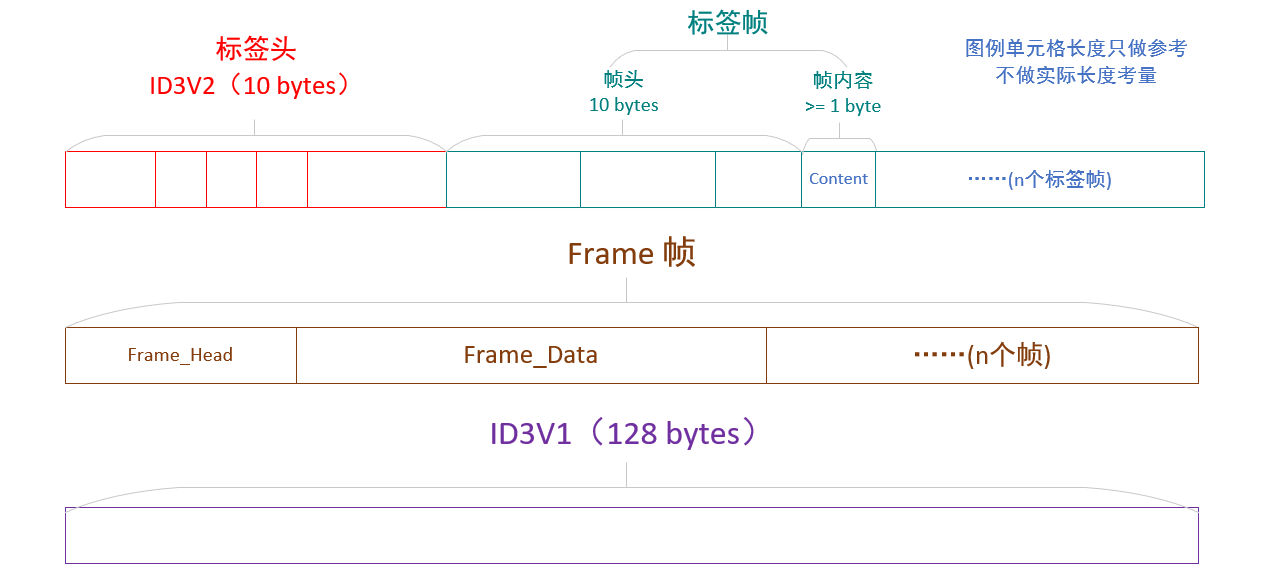 标签头
ID3V2（10 bytes）
标签帧
帧头
10 bytes
帧内容
>= 1 byte
图例单元格长度只做参考
不做实际长度考量
Content
……(n个标签帧)
Frame 帧
Frame_Head
Frame_Data
……(n个帧)
ID3V1（128 bytes）